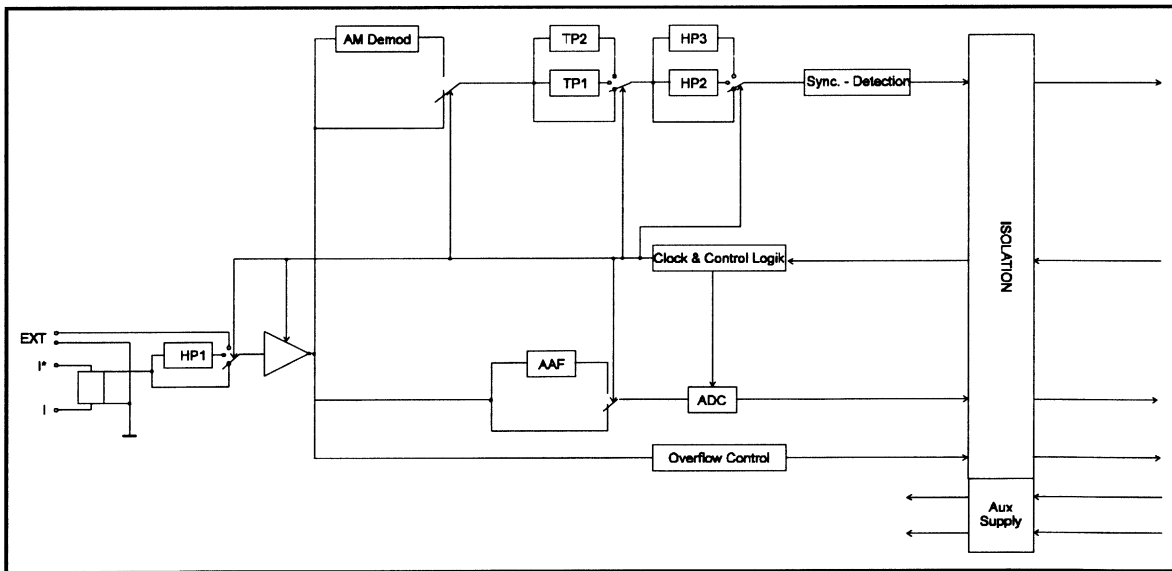 AM Demod
TP2
HP3
TP1
HP2
Sync. - Detection
ISOLATION
Clock & Control Logik
EXT
HP1
I*
AAF
I
ADC
Overflow Control
Aux
Supply